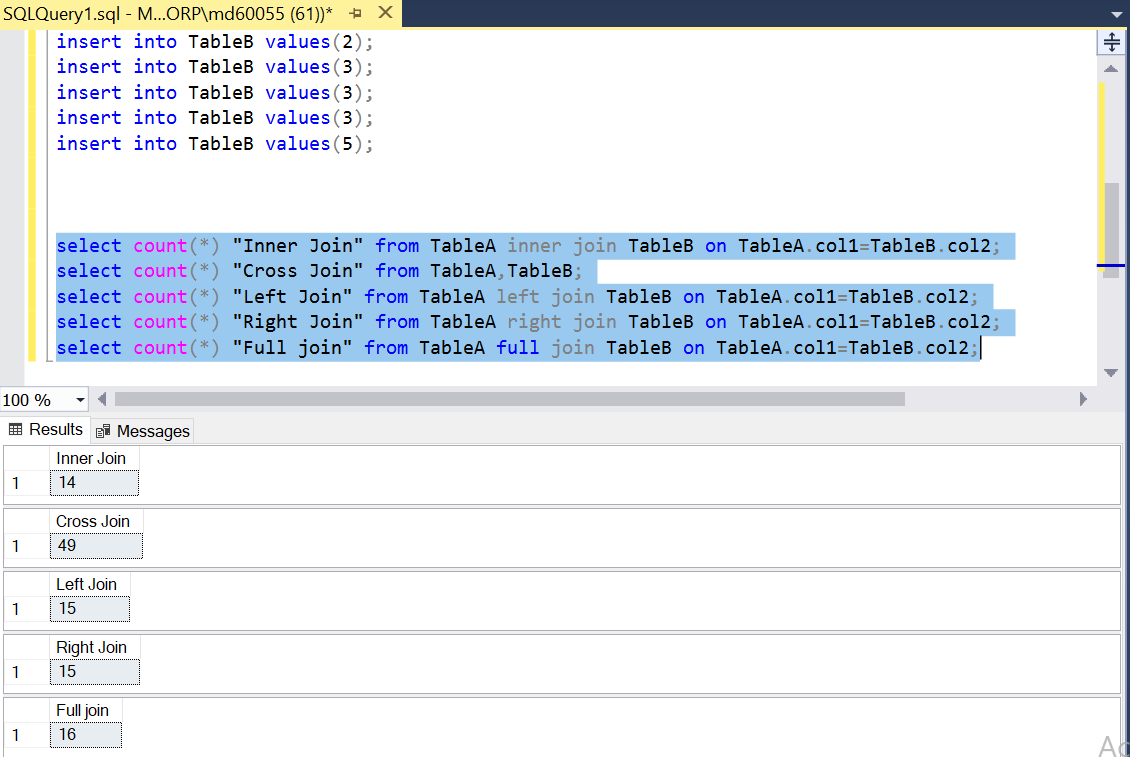 SQLQuery1.sql - M...ORP\md60055 (61))*
insert into TableB values(2);
insert into TableB values(3);
insert into TableB values(3);
insert into TableB values(3);
insert into TableB values(5);
select count(*) "Inner Join" from TableA inner join TableB on TableA.col1=TableB.col2;
select count(*) "Cross Join" from TableA,TableB;
select count(*) "Left Join" from TableA left join TableB on TableA.col1=TableB.col2;
select count(*) "Right Join" from TableA right join TableB on TableA.col1=TableB.col2;
select count(*) "Full join" from TableA full join TableB on TableA.col1=TableB.col2;
100 %
Results Messages
Inner Join
1 14
Cross Join
1 49
Left Join
1 15
Right Join
1 15
Full join
1 16